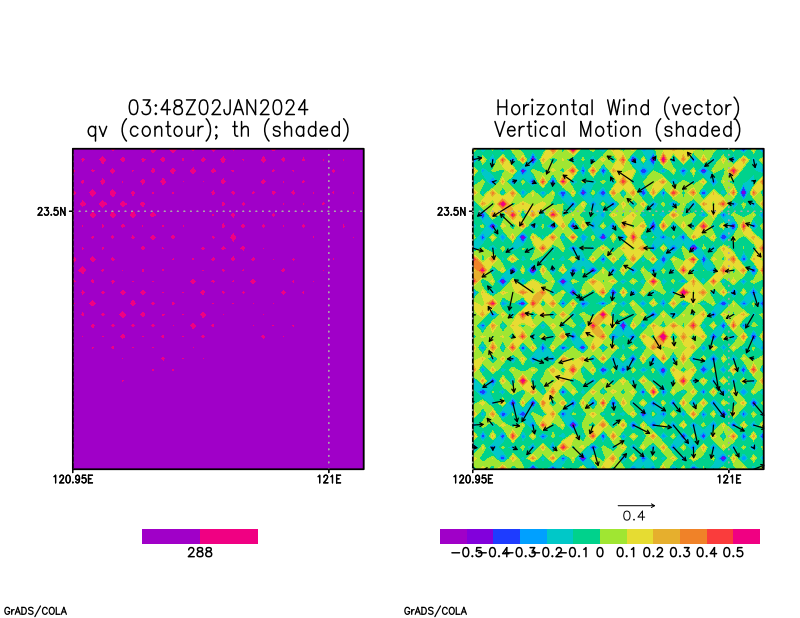 03:48Z02JAN2024
qv (contour); th (shaded)
23.5N
120.95E
121E
288
GrADS/COLA
Horizontal Wind (vector)
Vertical Motion (shaded)
23.5N
120.95E
121E
0.4
-0.5 -0.4 -0.3 -0.2 -0.1 0 0.1 0.2 0.3 0.4 0.5
GrADS/COLA